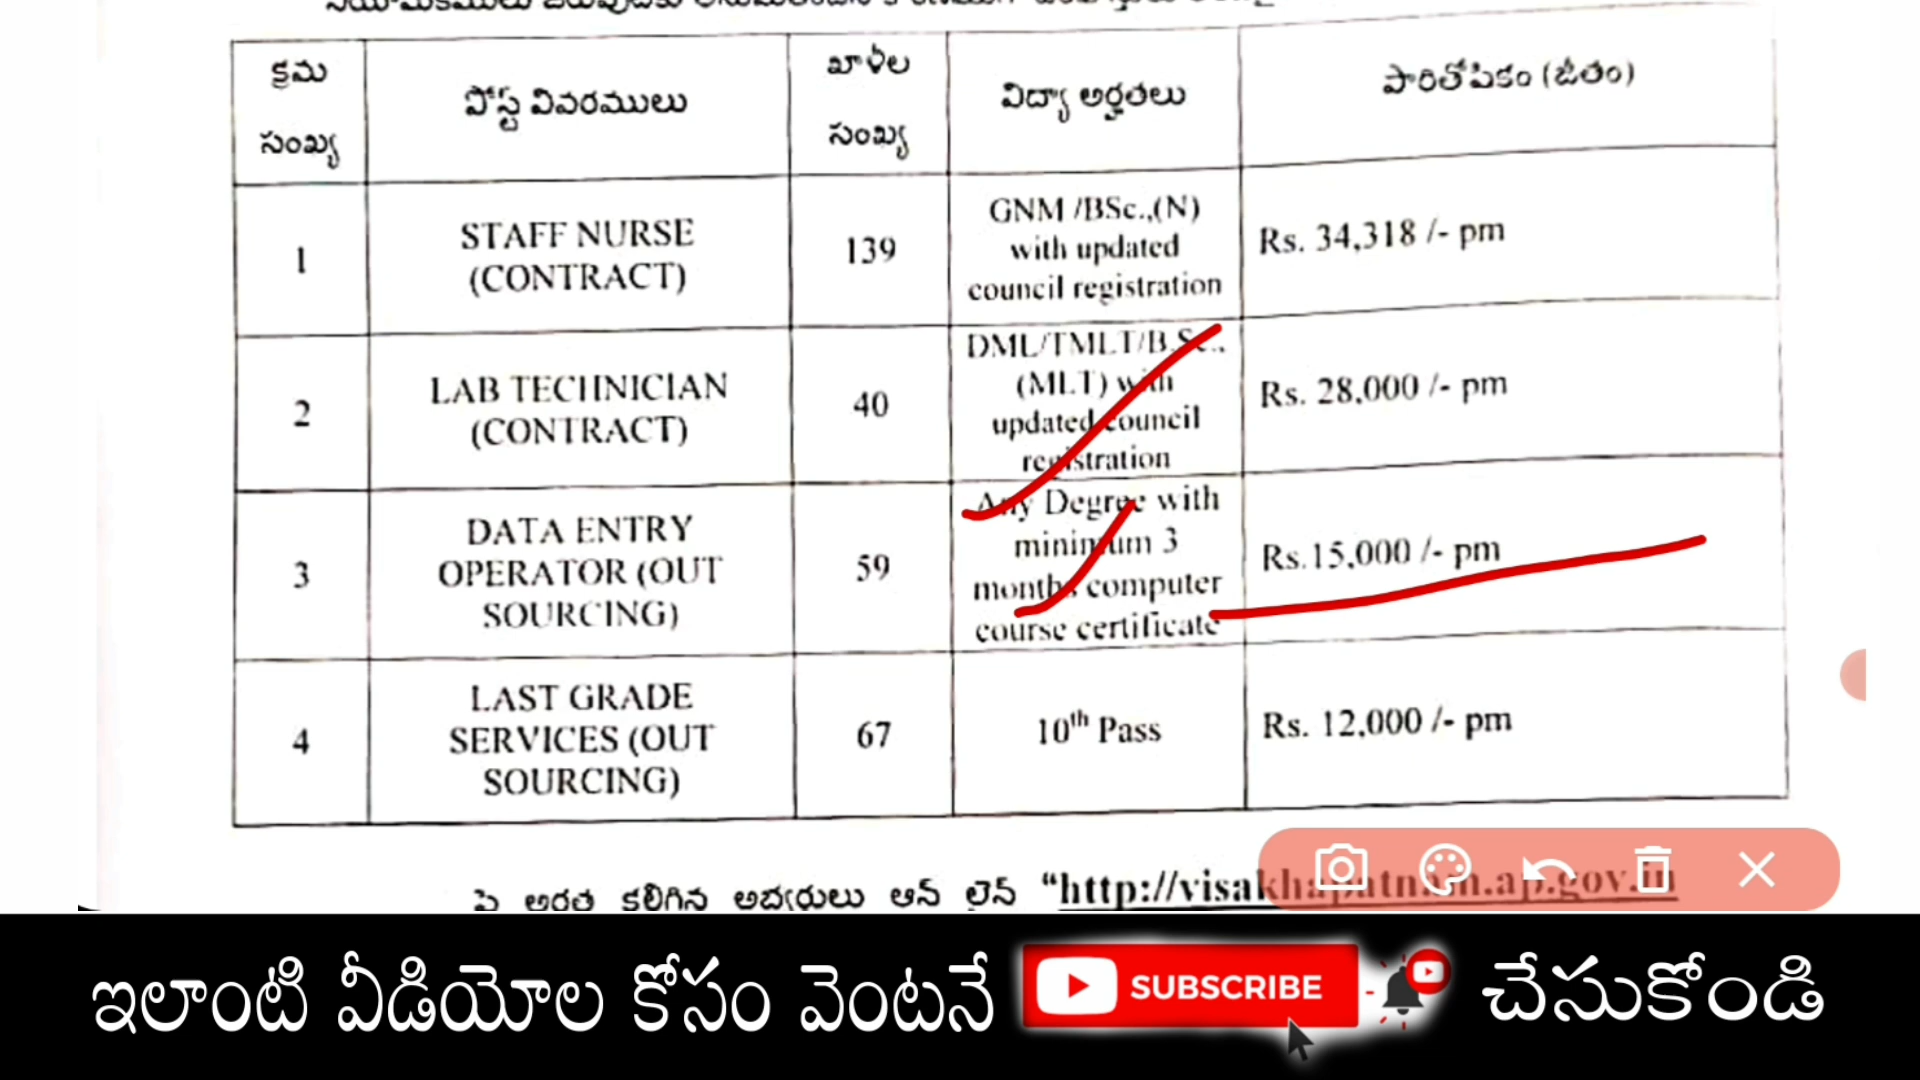 క్రమ
సంఖ్య
పోస్ట్ వివరములు
ఖాళీల
సంఖ్య
విద్యా అర్హతలు
పారితోషికం (జీతం)
1
STAFF NURSE
(CONTRACT)
139
GNM /BSc.,(N)
with updated
council registration
Rs. 34,318 /- pm
2
LAB TECHNICIAN
(CONTRACT)
40
DML/TMLT/B.Sc.,
(MLT) with
updated council
registration
Rs. 28,000 /- pm
3
DATA ENTRY
OPERATOR (OUT
SOURCING)
59
Any Degree with
minimum 3
months computer
course certificate
Rs.15,000 /- pm
4
LAST GRADE
SERVICES (OUT
SOURCING)
67
10th Pass
Rs. 12,000 /- pm
పై అర్హత కలిగిన అభ్యర్థులు ఆన్ లైన్ “http://visakhapatnam.ap.gov.in
ఇలాంటి వీడియోల కోసం వెంటనే SUBSCRIBE చేసుకోండి